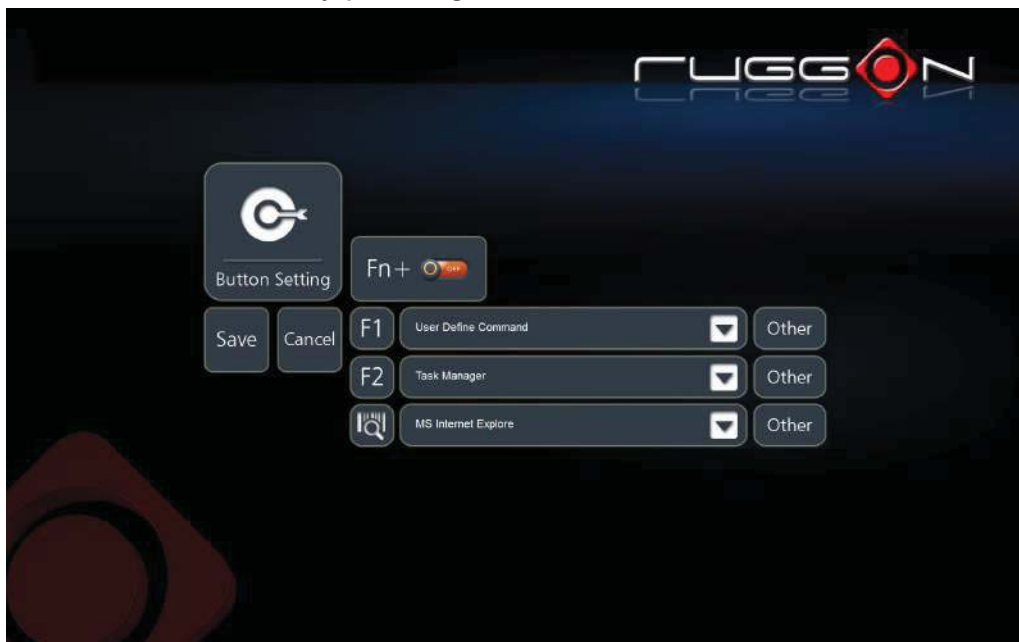 RUGGON
Button Setting
Fn+ OFF
Save
Cancel
F1 User Define Command Other
F2 Task Manager Other
MS Internet Explore Other